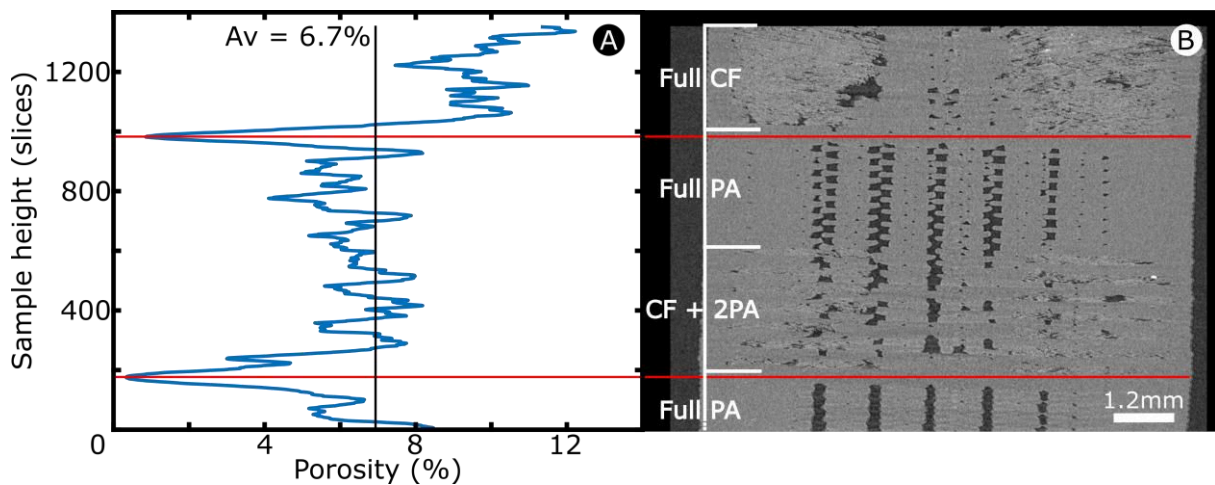 Av = 6.7%
A
B
1200
800
400
0
Sample height (slices)
0
4
8
12
Porosity (%)
Full CF
Full PA
CF + 2PA
Full PA
1.2mm